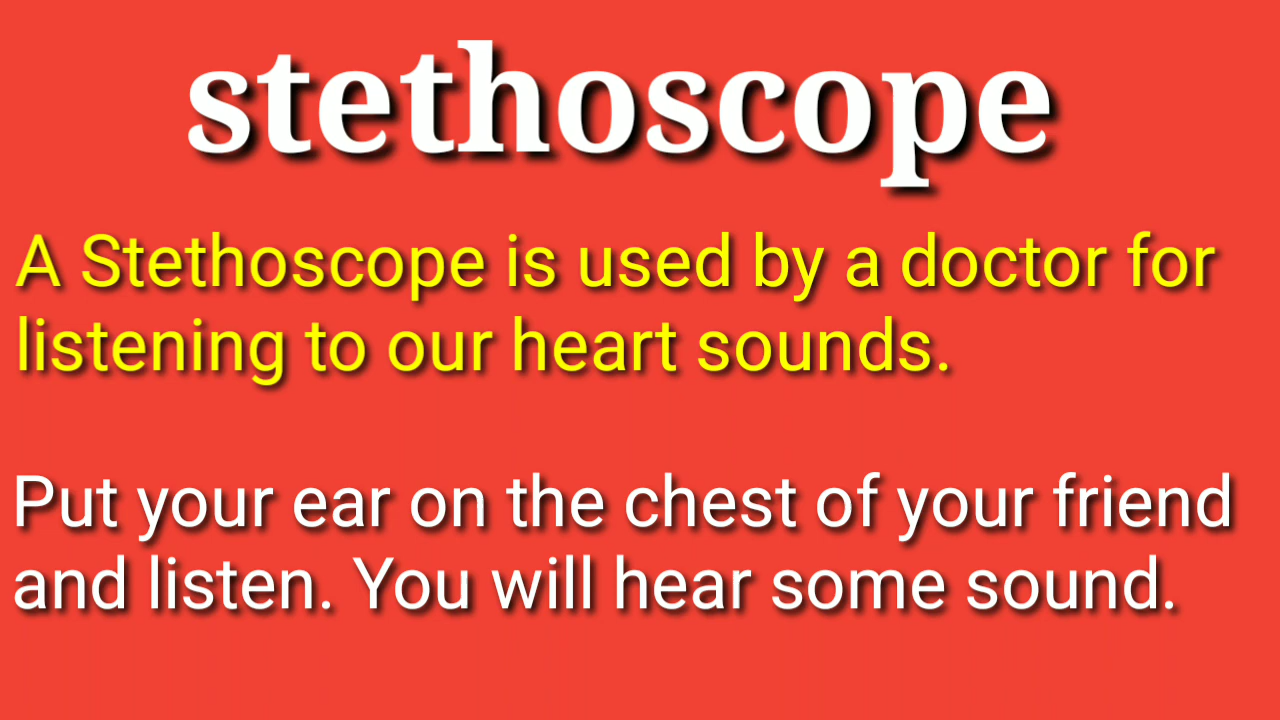 stethoscope
A Stethoscope is used by a doctor for
listening to our heart sounds.
Put your ear on the chest of your friend
and listen. You will hear some sound.